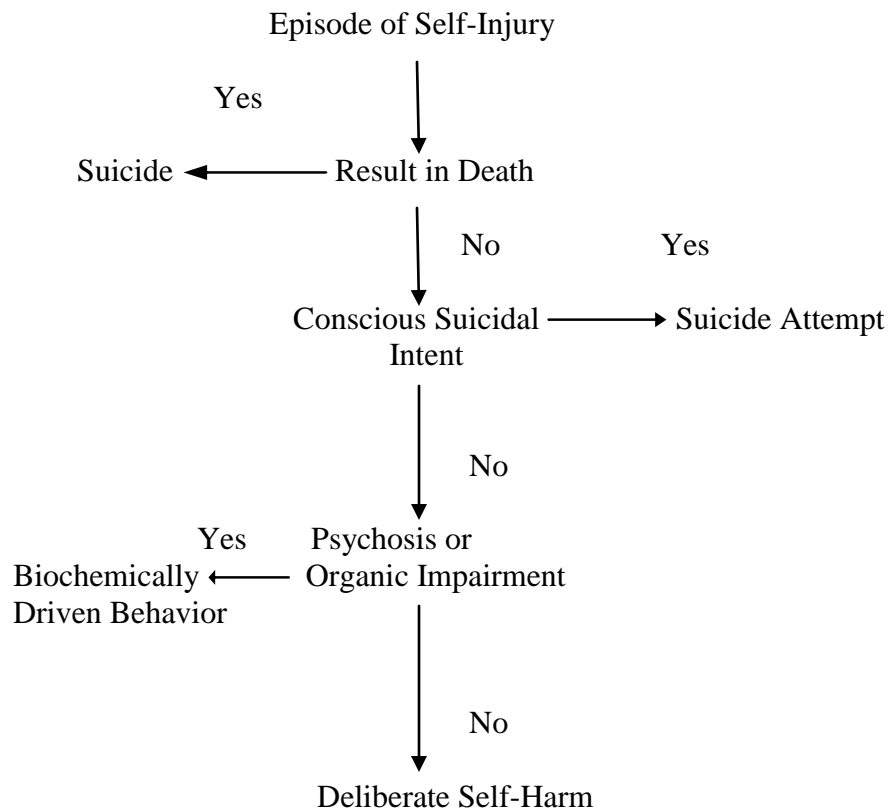 Episode of Self-Injury
Yes
Suicide
Result in Death
No
Yes
Conscious Suicidal
Intent
Suicide Attempt
No
Yes
Psychosis or
Organic Impairment
Biochemically
Driven Behavior
No
Deliberate Self-Harm